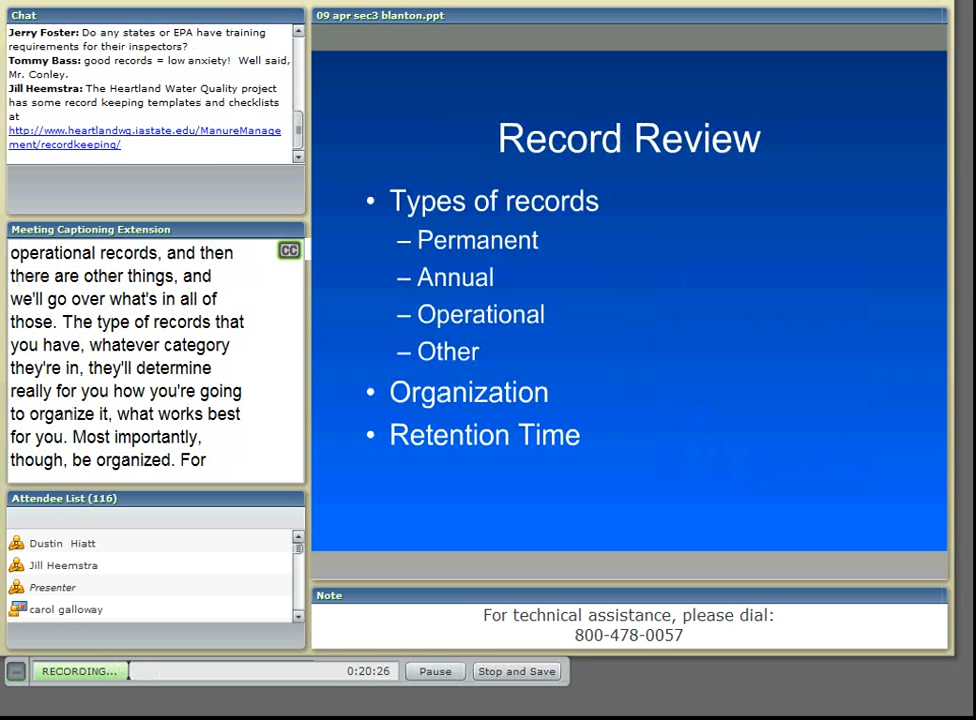 Chat
Jerry Foster: Do any states or EPA have training
requirements for their inspectors?
Tommy Bass: good records = low anxiety! Well said,
Mr. Conley.
Jill Heemstra: The Heartland Water Quality project
has some record keeping templates and checklists
at
http://www.heartlandwq.iastate.edu/ManureManage
ment/recordkeeping/
Meeting Captioning Extension
CC
operational records, and then
there are other things, and
we'll go over what's in all of
those. The type of records that
you have, whatever category
they're in, they'll determine
really for you how you're going
to organize it, what works best
for you. Most importantly,
though, be organized. For
Attendee List (116)
Dustin Hiatt
Jill Heemstra
Presenter
carol galloway
09 apr sec3 blanton.ppt
Record Review
• Types of records
– Permanent
– Annual
– Operational
– Other
• Organization
• Retention Time
Note
For technical assistance, please dial:
800-478-0057
RECORDING...
0:20:26
Pause
Stop and Save